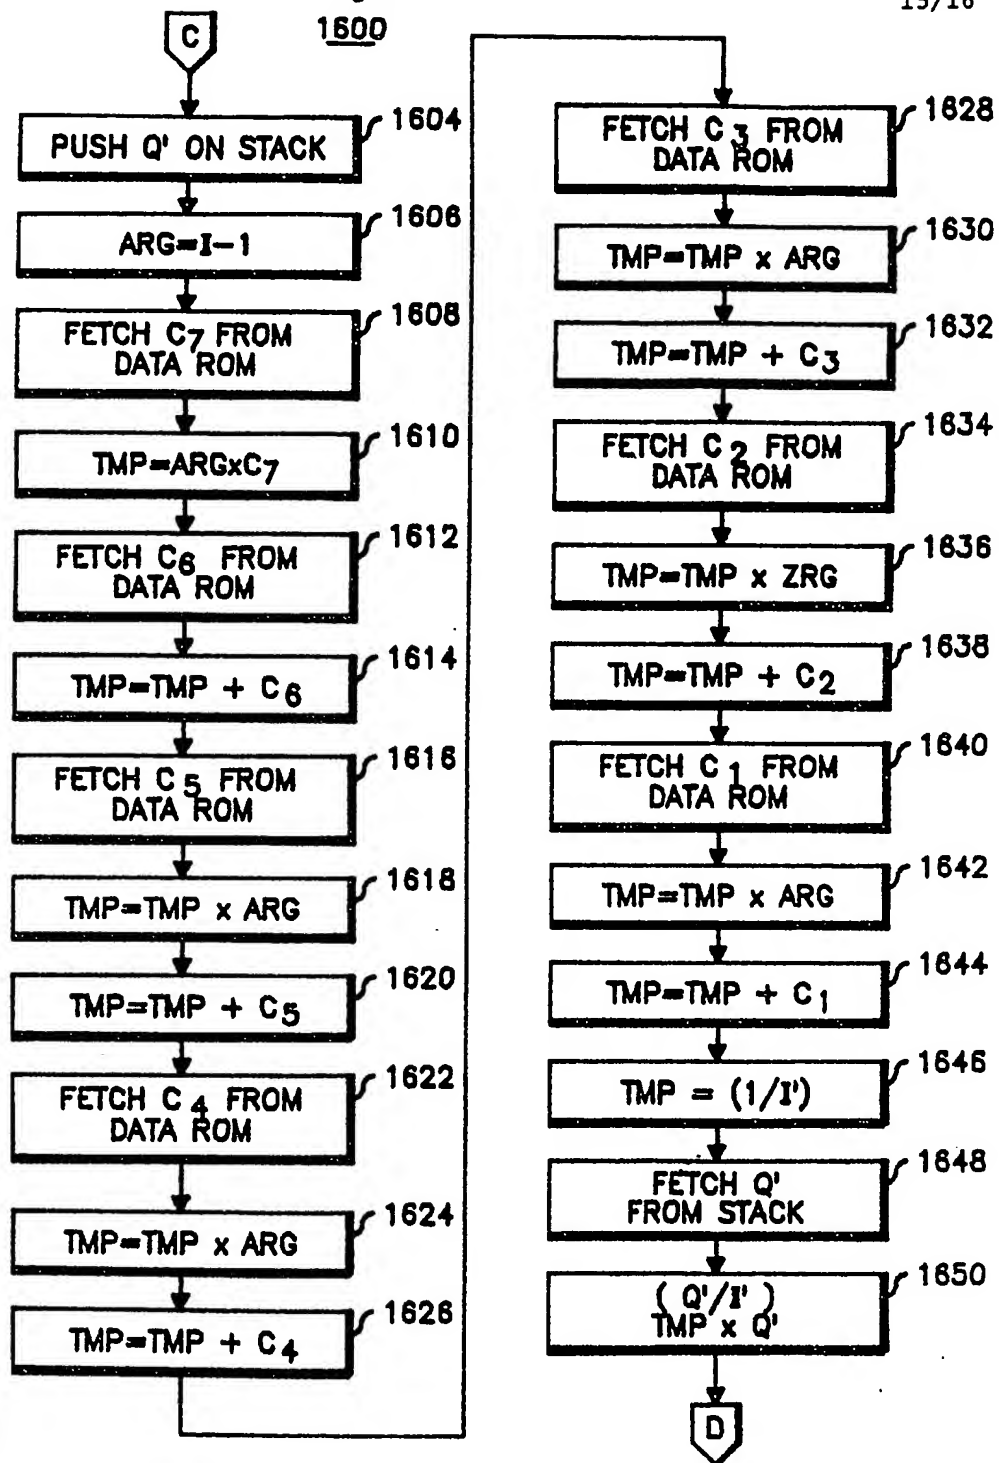 15/16
1600
C
PUSH Q' ON STACK
1604
ARG=I-1
1606
FETCH C7 FROM
DATA ROM
1608
TMP=ARGxC7
1610
FETCH C6 FROM
DATA ROM
1612
TMP=TMP + C6
1614
FETCH C5 FROM
DATA ROM
1616
TMP=TMP x ARG
1618
TMP=TMP + C5
1620
FETCH C4 FROM
DATA ROM
1622
TMP=TMP x ARG
1624
TMP=TMP + C4
1626
FETCH C3 FROM
DATA ROM
1628
TMP=TMP x ARG
1630
TMP=TMP + C3
1632
FETCH C2 FROM
DATA ROM
1634
TMP=TMP x ZRG
1636
TMP=TMP + C2
1638
FETCH C1 FROM
DATA ROM
1640
TMP=TMP x ARG
1642
TMP=TMP + C1
1644
TMP = (1/I')
1646
FETCH Q'
FROM STACK
1648
( Q'/I' )
TMP x Q'
1650
D